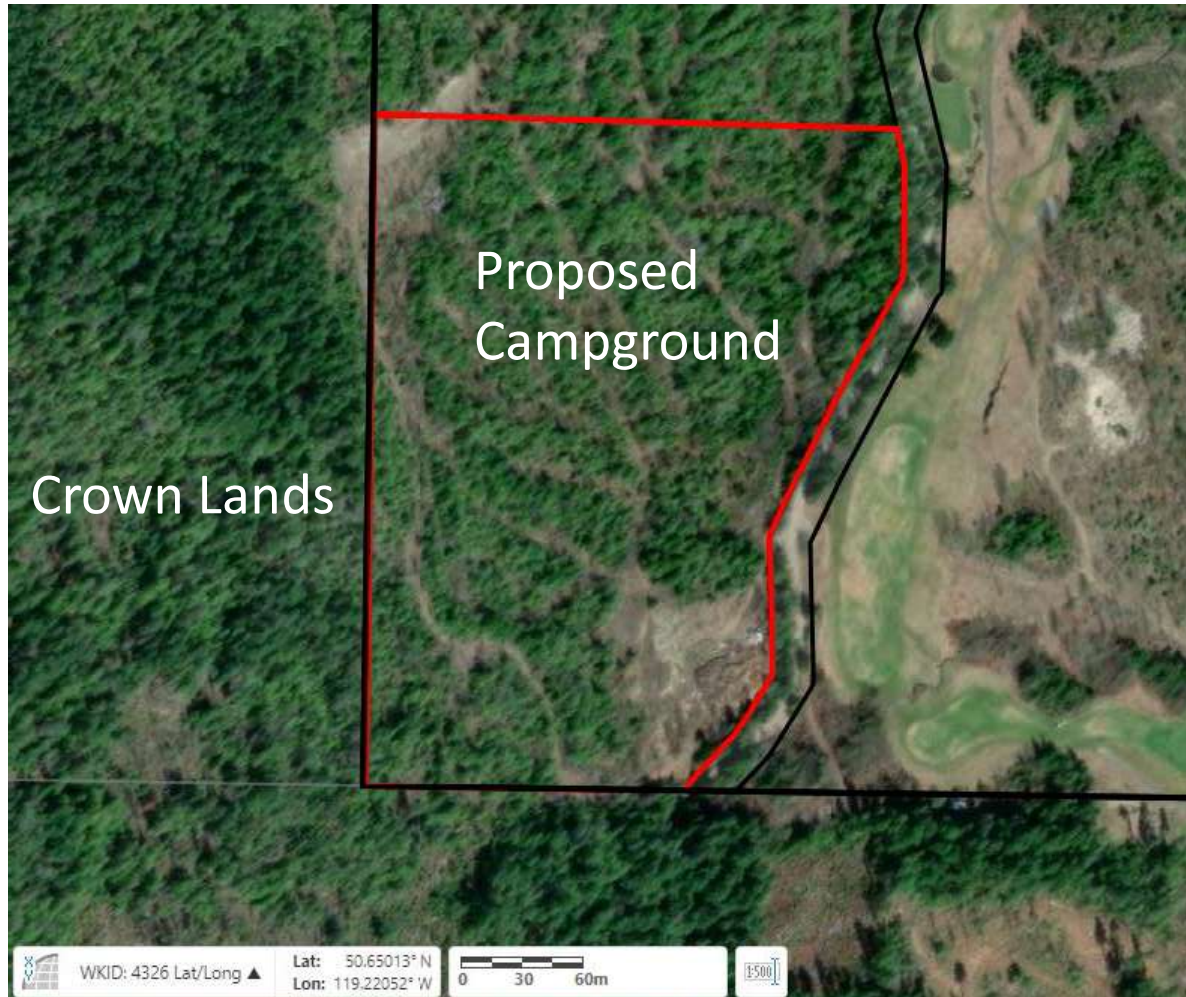 Proposed
Campground
Crown Lands
WKID: 4326 Lat/Long ▲
Lat: 50.65013° N
Lon: 119.22052° W
0 30 60m
1:500